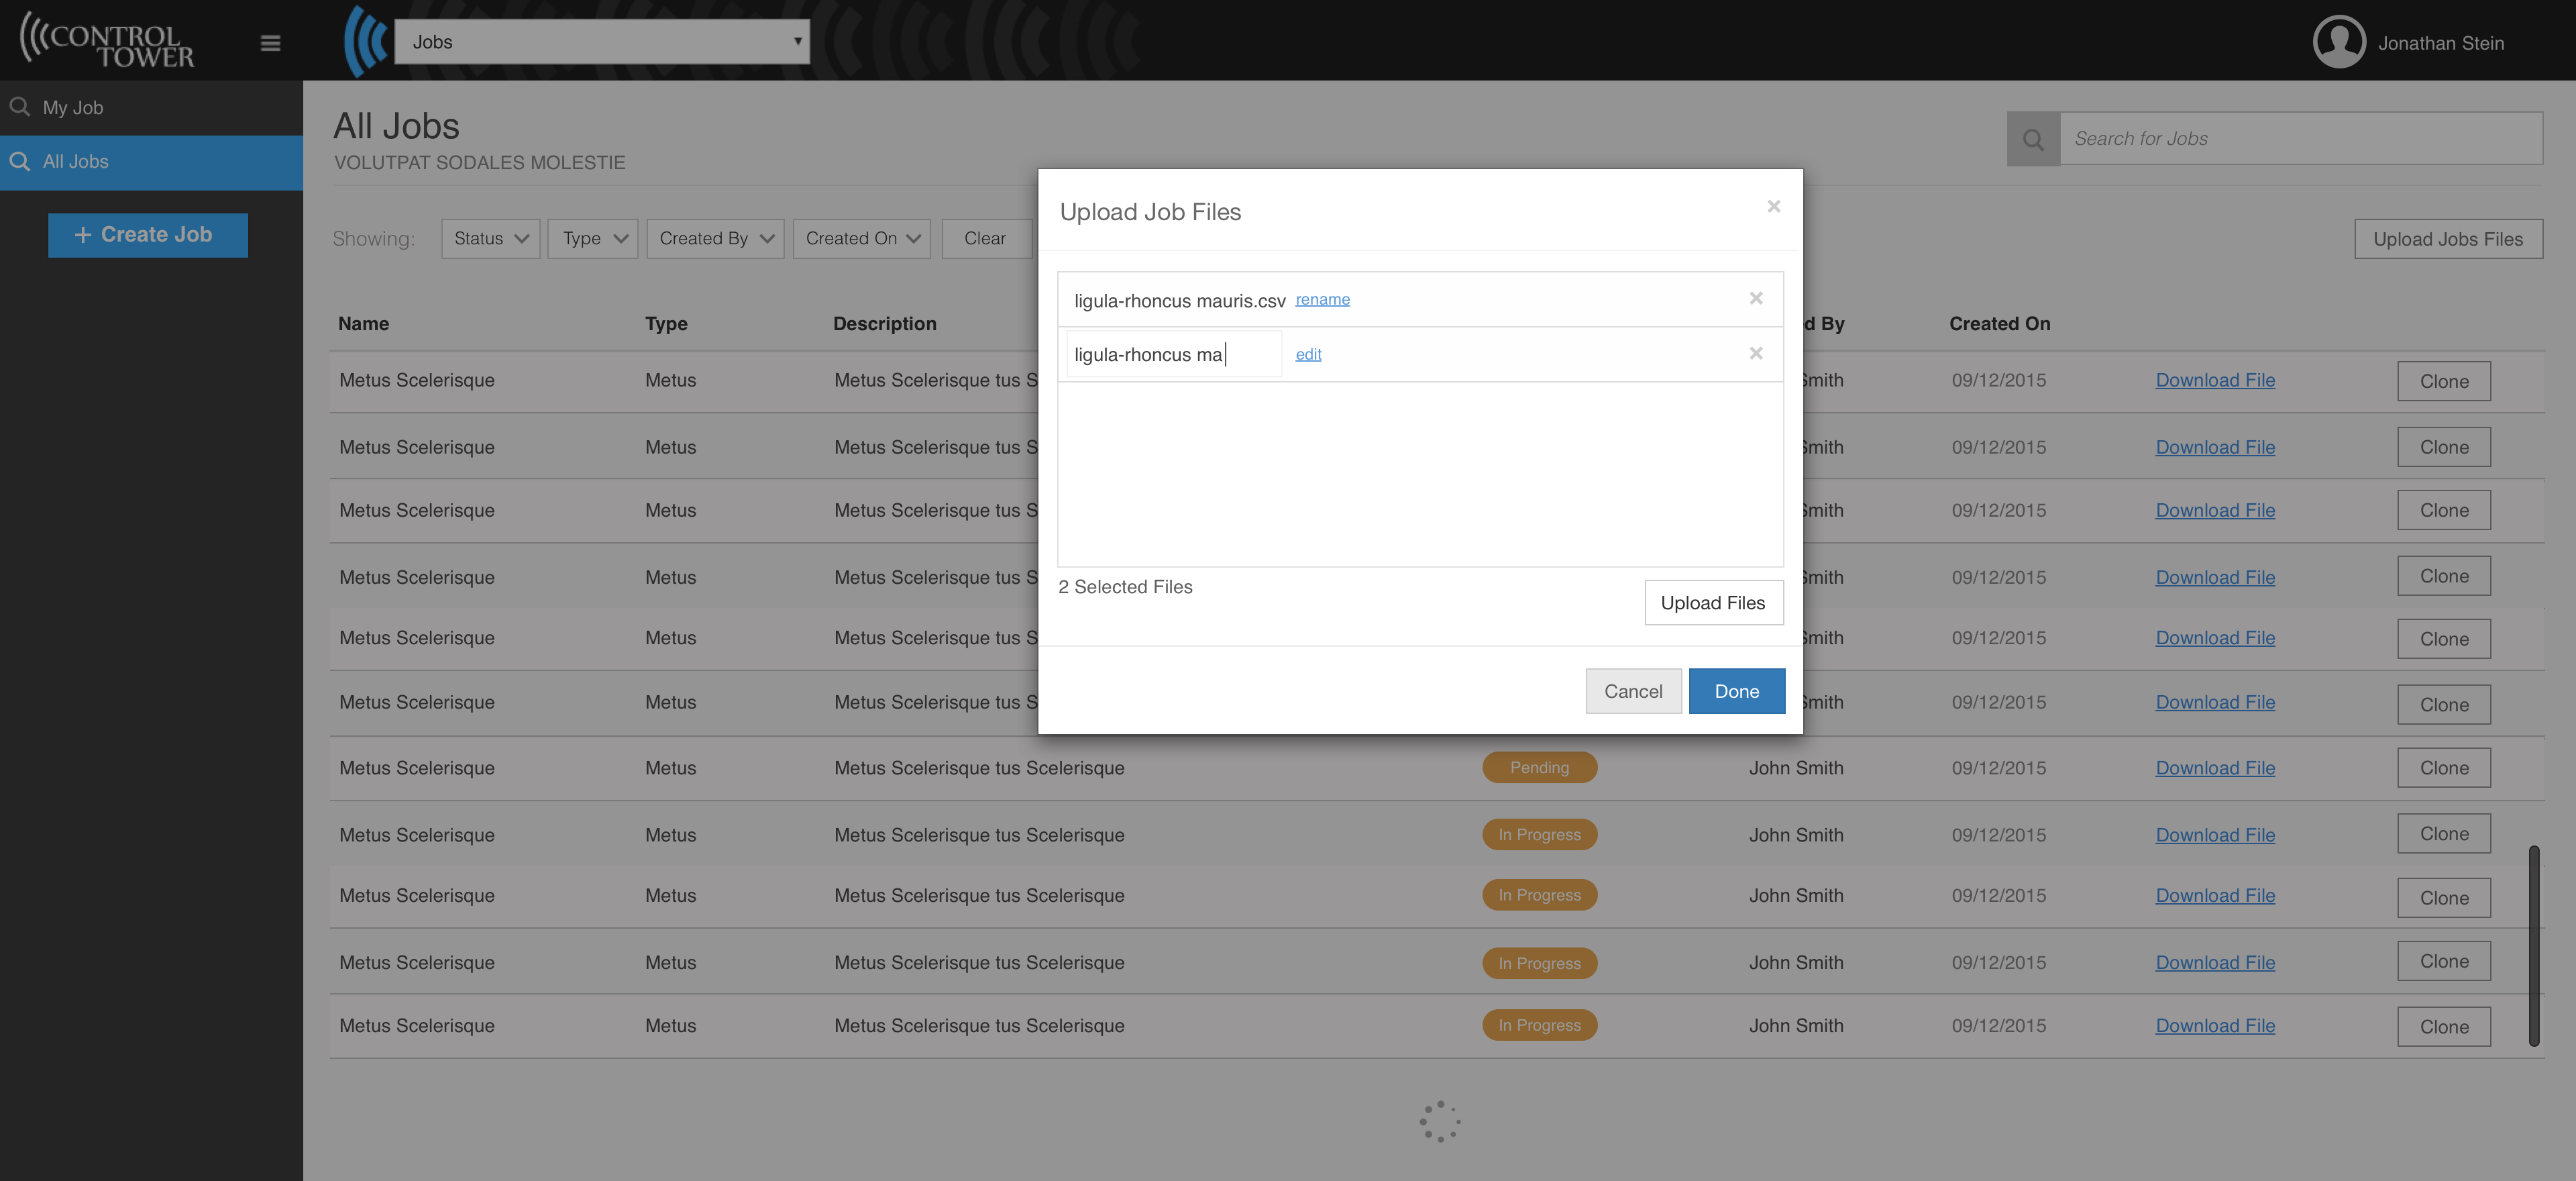 CONTROL
TOWER
Jobs
Jonathan Stein
My Job
All Jobs
+ Create Job
All Jobs
VOLUTPAT SODALES MOLESTIE
Search for Jobs
Showing: Status Type Created By Created On Clear
Upload Jobs Files
Name Type Description d By Created On
Metus Scelerisque Metus Metus Scelerisque tus S Smith 09/12/2015 Download File Clone
Metus Scelerisque Metus Metus Scelerisque tus S Smith 09/12/2015 Download File Clone
Metus Scelerisque Metus Metus Scelerisque tus S Smith 09/12/2015 Download File Clone
Metus Scelerisque Metus Metus Scelerisque tus S Smith 09/12/2015 Download File Clone
Metus Scelerisque Metus Metus Scelerisque tus S Smith 09/12/2015 Download File Clone
Metus Scelerisque Metus Metus Scelerisque tus S Smith 09/12/2015 Download File Clone
Metus Scelerisque Metus Metus Scelerisque tus Scelerisque Pending John Smith 09/12/2015 Download File Clone
Metus Scelerisque Metus Metus Scelerisque tus Scelerisque In Progress John Smith 09/12/2015 Download File Clone
Metus Scelerisque Metus Metus Scelerisque tus Scelerisque In Progress John Smith 09/12/2015 Download File Clone
Metus Scelerisque Metus Metus Scelerisque tus Scelerisque In Progress John Smith 09/12/2015 Download File Clone
Metus Scelerisque Metus Metus Scelerisque tus Scelerisque In Progress John Smith 09/12/2015 Download File Clone
Upload Job Files
ligula-rhoncus mauris.csv rename
ligula-rhoncus ma edit
2 Selected Files
Upload Files
Cancel Done